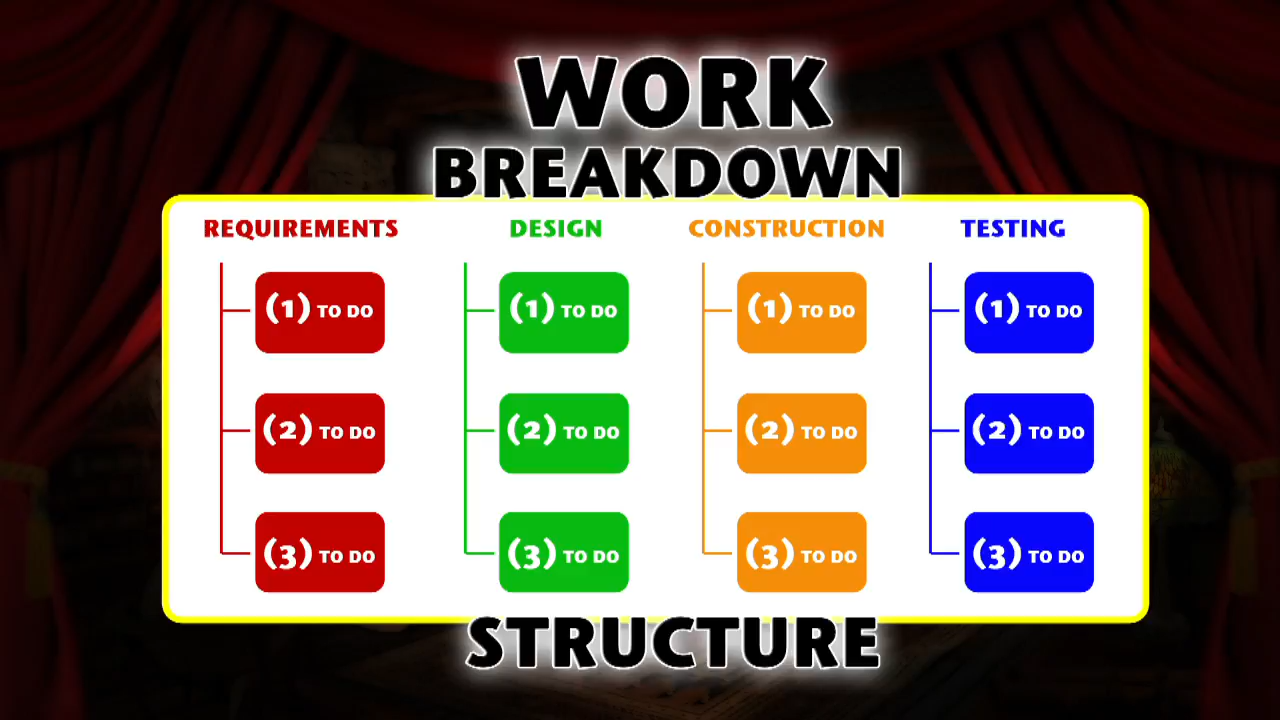 WORK
BREAKDOWN
REQUIREMENTS DESIGN CONSTRUCTION TESTING
(1) TO DO (1) TO DO (1) TO DO (1) TO DO
(2) TO DO (2) TO DO (2) TO DO (2) TO DO
(3) TO DO (3) TO DO (3) TO DO (3) TO DO
STRUCTURE